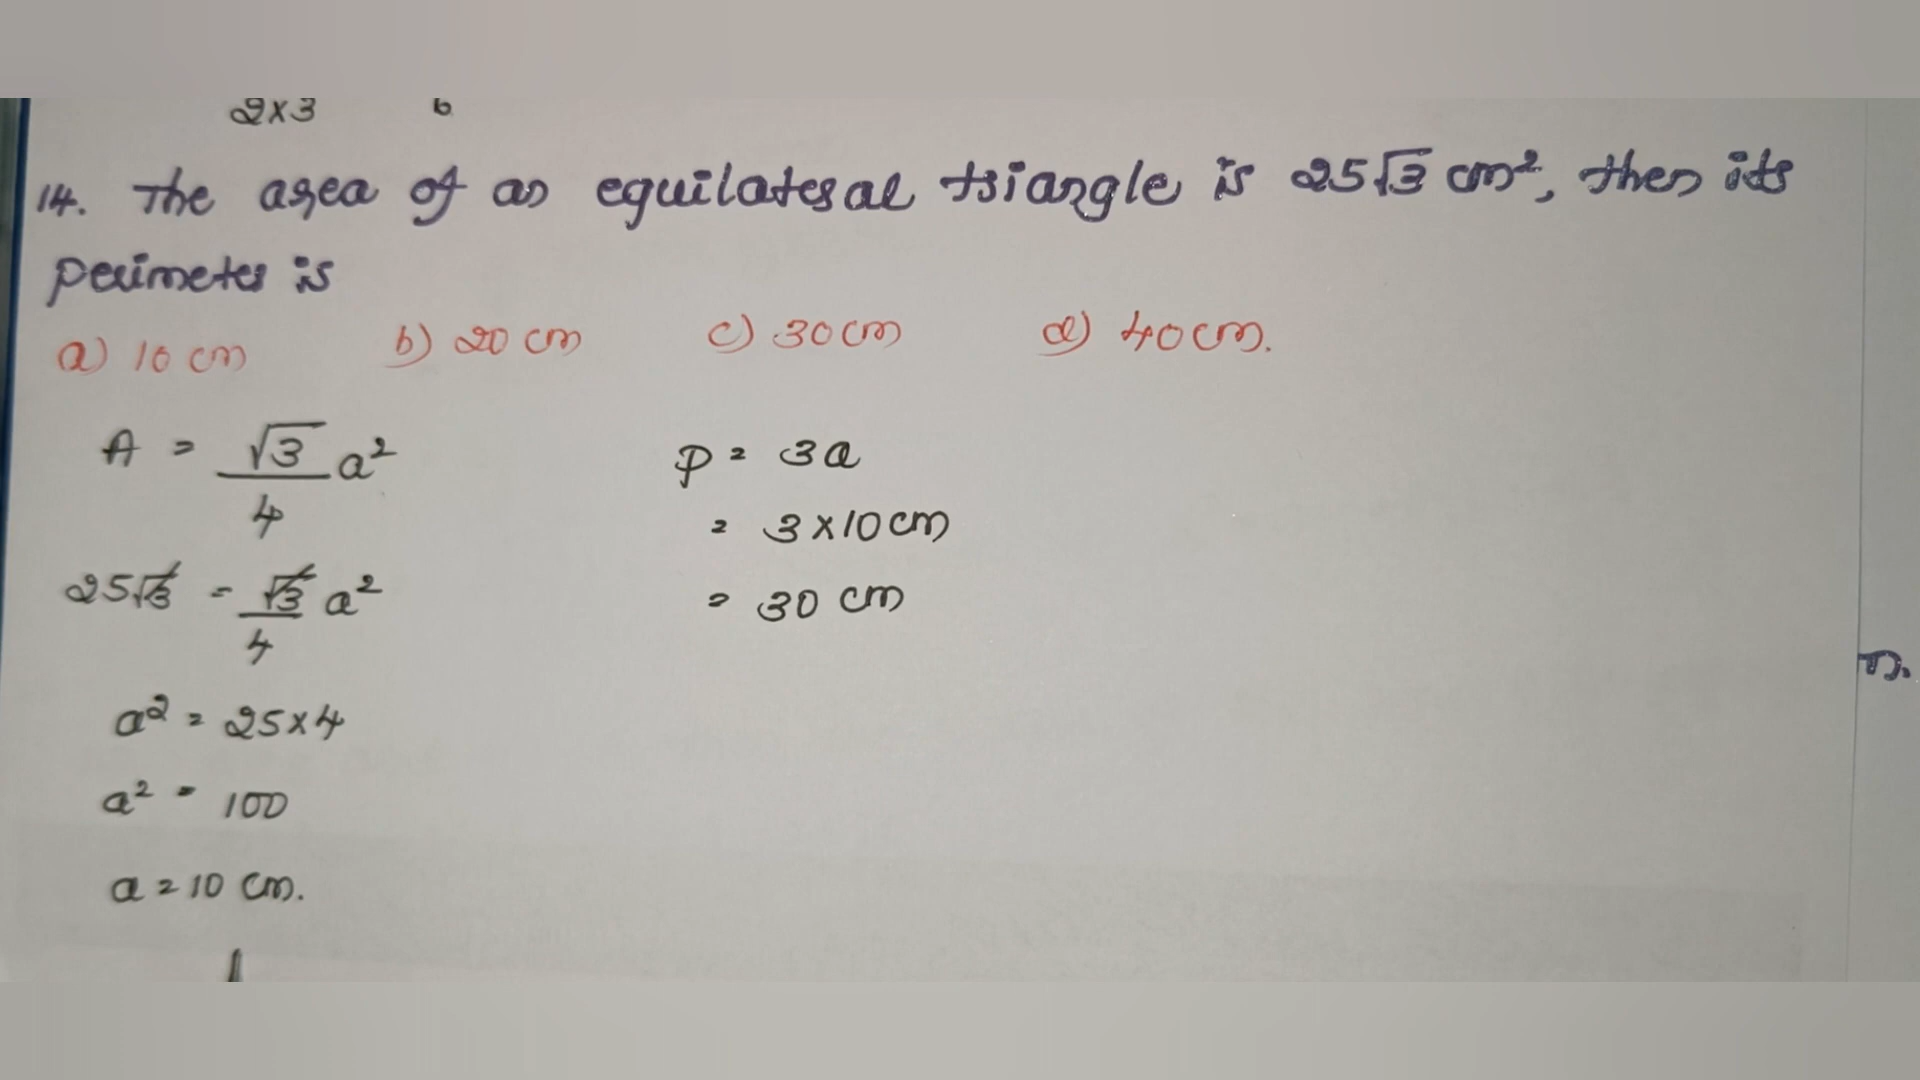 2×3 6
14. The area of an equilateral triangle is 25√3 cm², then its
perimeter is
a) 10 cm b) 20 cm c) 30 cm d) 40 cm.
A = √3/4 a²
25√3 = √3/4 a²
a² = 25×4
a² = 100
a = 10 cm.
P = 3a
= 3×10 cm
= 30 cm